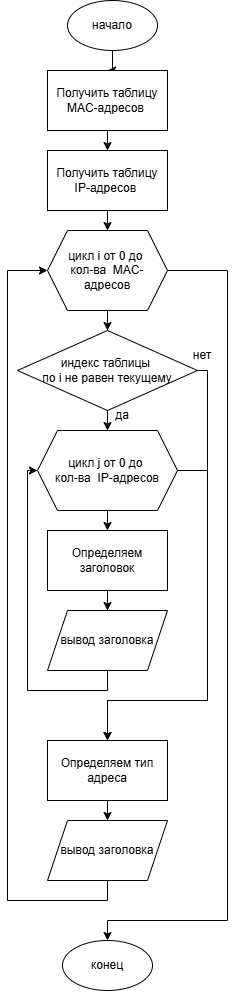 начало
Получить таблицу
MAC-адресов
Получить таблицу
IP-адресов
цикл i от 0 до
кол-ва MAC-
адресов
индекс таблицы
по i не равен текущему
нет
да
цикл j от 0 до
кол-ва IP-адресов
Определяем
заголовок
вывод заголовка
Определяем тип
адреса
вывод заголовка
конец